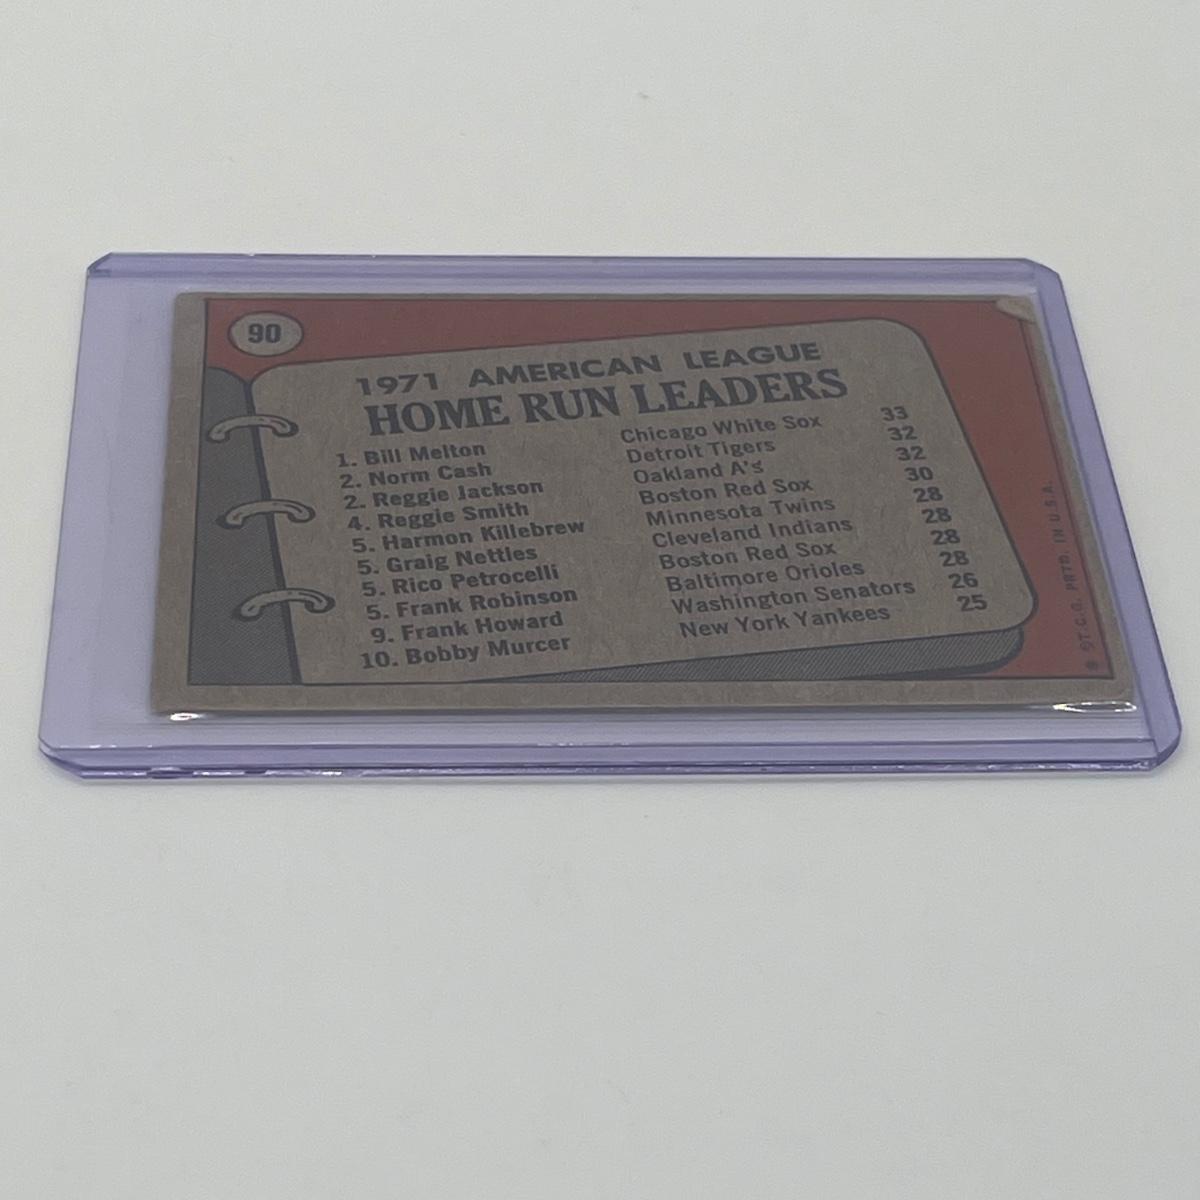 90
1971 AMERICAN LEAGUE
HOME RUN LEADERS
1. Bill Melton Chicago White Sox 33
2. Norm Cash Detroit Tigers 32
2. Reggie Jackson Oakland A's 32
4. Reggie Smith Boston Red Sox 30
5. Harmon Killebrew Minnesota Twins 28
5. Graig Nettles Cleveland Indians 28
5. Rico Petrocelli Boston Red Sox 28
5. Frank Robinson Baltimore Orioles 28
9. Frank Howard Washington Senators 26
10. Bobby Murcer New York Yankees 25
©T.C.G. PRTD. IN U.S.A.